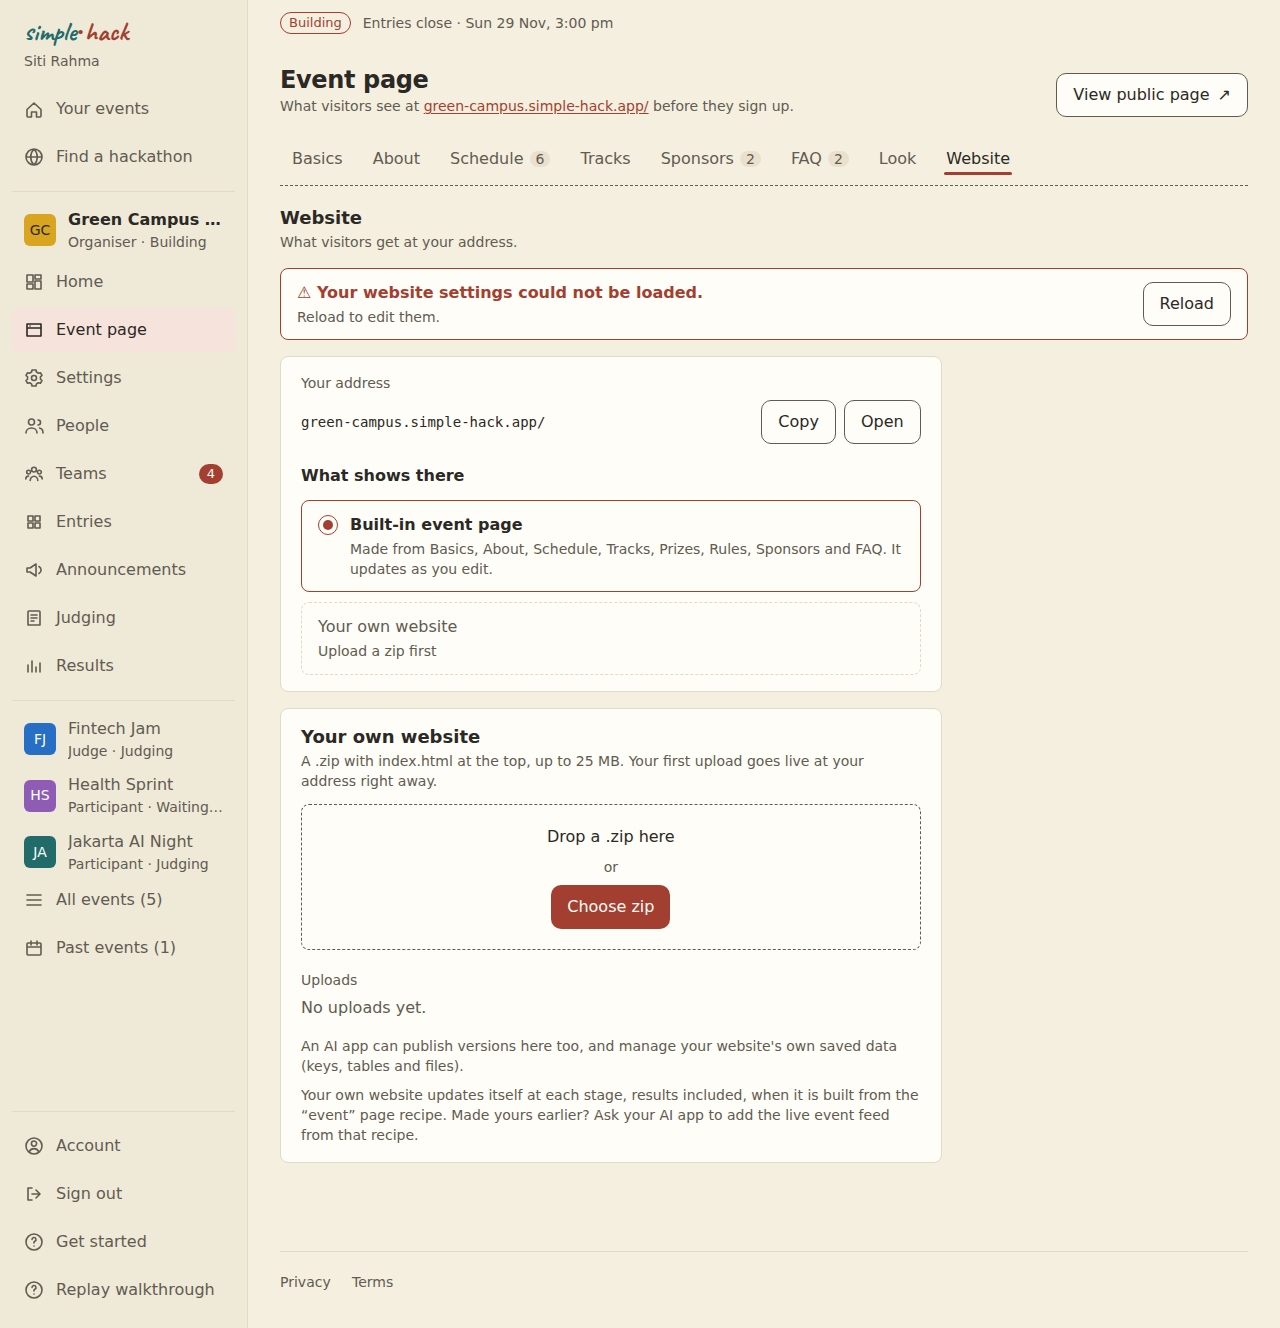 simple·hack
Siti Rahma
Your events
Find a hackathon
GC
Green Campus …
Organiser · Building
Home
Event page
Settings
People
Teams
4
Entries
Announcements
Judging
Results
FJ
Fintech Jam
Judge · Judging
HS
Health Sprint
Participant · Waiting…
JA
Jakarta AI Night
Participant · Judging
All events (5)
Past events (1)
Account
Sign out
Get started
Replay walkthrough
Building
Entries close · Sun 29 Nov, 3:00 pm
Event page
What visitors see at green-campus.simple-hack.app/ before they sign up.
View public page ↗
Basics
About
Schedule 6
Tracks
Sponsors 2
FAQ 2
Look
Website
Website
What visitors get at your address.
⚠ Your website settings could not be loaded.
Reload to edit them.
Reload
Your address
green-campus.simple-hack.app/
Copy
Open
What shows there
Built-in event page
Made from Basics, About, Schedule, Tracks, Prizes, Rules, Sponsors and FAQ. It
updates as you edit.
Your own website
Upload a zip first
Your own website
A .zip with index.html at the top, up to 25 MB. Your first upload goes live at your
address right away.
Drop a .zip here
or
Choose zip
Uploads
No uploads yet.
An AI app can publish versions here too, and manage your website's own saved data
(keys, tables and files).
Your own website updates itself at each stage, results included, when it is built from the
“event” page recipe. Made yours earlier? Ask your AI app to add the live event feed
from that recipe.
Privacy
Terms